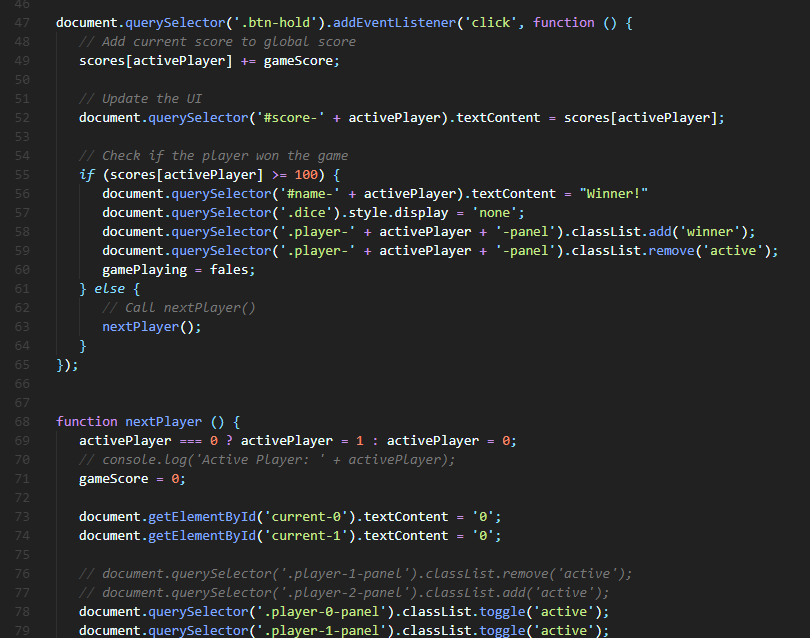 46
47 document.querySelector('.btn-hold').addEventListener('click', function () {
48 // Add current score to global score
49 scores[activePlayer] += gameScore;
50
51 // Update the UI
52 document.querySelector('#score-' + activePlayer).textContent = scores[activePlayer];
53
54 // Check if the player won the game
55 if (scores[activePlayer] >= 100) {
56 document.querySelector('#name-' + activePlayer).textContent = "Winner!"
57 document.querySelector('.dice').style.display = 'none';
58 document.querySelector('.player-' + activePlayer + '-panel').classList.add('winner');
59 document.querySelector('.player-' + activePlayer + '-panel').classList.remove('active');
60 gamePlaying = fales;
61 } else {
62 // Call nextPlayer()
63 nextPlayer();
64 }
65 });
66
67
68 function nextPlayer () {
69 activePlayer === 0 ? activePlayer = 1 : activePlayer = 0;
70 // console.log('Active Player: ' + activePlayer);
71 gameScore = 0;
72
73 document.getElementById('current-0').textContent = '0';
74 document.getElementById('current-1').textContent = '0';
75
76 // document.querySelector('.player-1-panel').classList.remove('active');
77 // document.querySelector('.player-2-panel').classList.add('active');
78 document.querySelector('.player-0-panel').classList.toggle('active');
79 document.querySelector('.player-1-panel').classList.toggle('active');